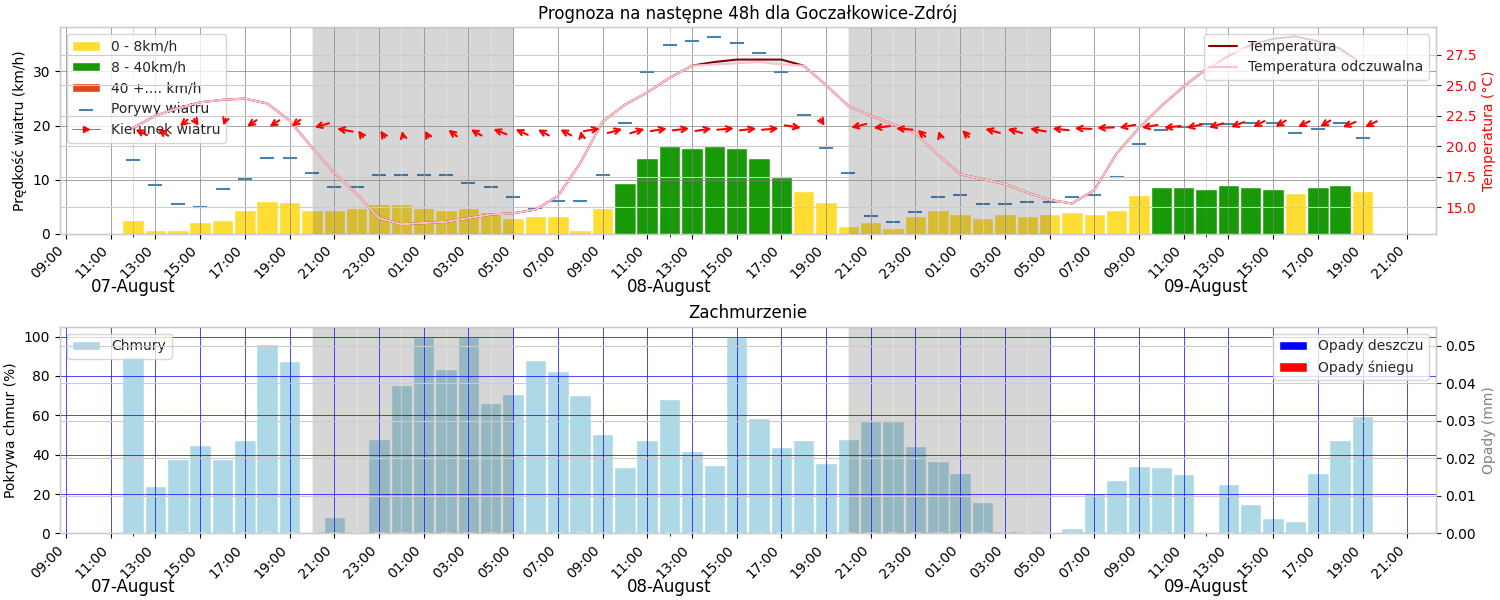 Prognoza na następne 48h dla Goczałkowice-Zdrój
Prędkość wiatru (km/h)
30
20
10
0
0 - 8km/h
8 - 40km/h
40 +.... km/h
Porywy wiatru
Kierunek wiatru
Temperatura
Temperatura odczuwalna
27.5
25.0
22.5
20.0
17.5
15.0
Temperatura (°C)
09:00 11:00 13:00 15:00 17:00 19:00 21:00 23:00 01:00 03:00 05:00 07:00 09:00 11:00 13:00 15:00 17:00 19:00 21:00 23:00 01:00 03:00 05:00 07:00 09:00 11:00 13:00 15:00 17:00 19:00 21:00
07-August 08-August 09-August
Zachmurzenie
Pokrywa chmur (%)
100
80
60
40
20
0
Chmury
Opady deszczu
Opady śniegu
0.05
0.04
0.03
0.02
0.01
0.00
Opady (mm)
09:00 11:00 13:00 15:00 17:00 19:00 21:00 23:00 01:00 03:00 05:00 07:00 09:00 11:00 13:00 15:00 17:00 19:00 21:00 23:00 01:00 03:00 05:00 07:00 09:00 11:00 13:00 15:00 17:00 19:00 21:00
07-August 08-August 09-August